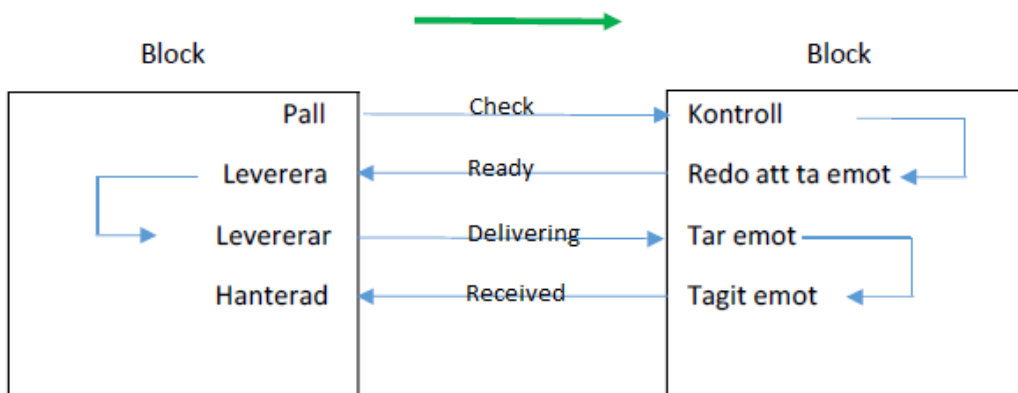 Block
Block
Pall
Check
Kontroll
Leverera
Ready
Redo att ta emot
Levererar
Delivering
Tar emot
Hanterad
Received
Tagit emot